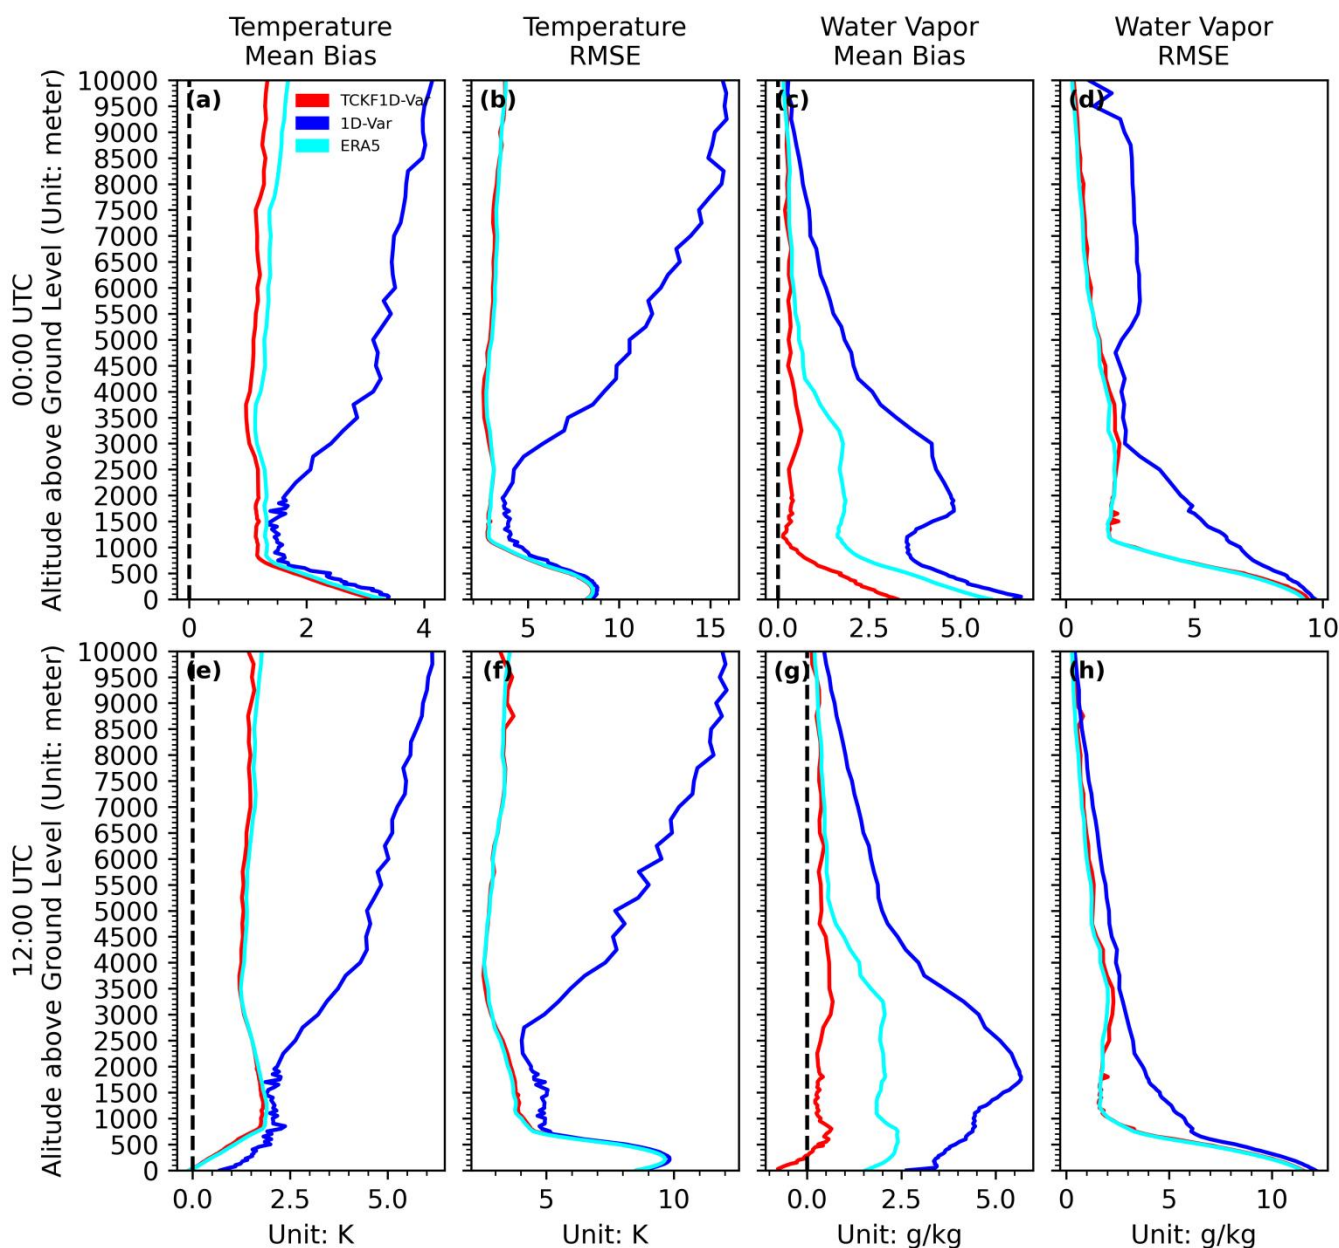 Temperature
Mean Bias
Temperature
RMSE
Water Vapor
Mean Bias
Water Vapor
RMSE
00:00 UTC
Altitude above Ground Level (Unit: meter)
10000
9500
9000
8500
8000
7500
7000
6500
6000
5500
5000
4500
4000
3500
3000
2500
2000
1500
1000
500
0
(a)
TCKF1D-Var
1D-Var
ERA5
(b)
(c)
(d)
0 2 4
5 10 15
0.0 2.5 5.0
0 5 10
12:00 UTC
Altitude above Ground Level (Unit: meter)
10000
9500
9000
8500
8000
7500
7000
6500
6000
5500
5000
4500
4000
3500
3000
2500
2000
1500
1000
500
0
(e)
(f)
(g)
(h)
0.0 2.5 5.0
5 10
0.0 2.5 5.0
0 5 10
Unit: K
Unit: K
Unit: g/kg
Unit: g/kg